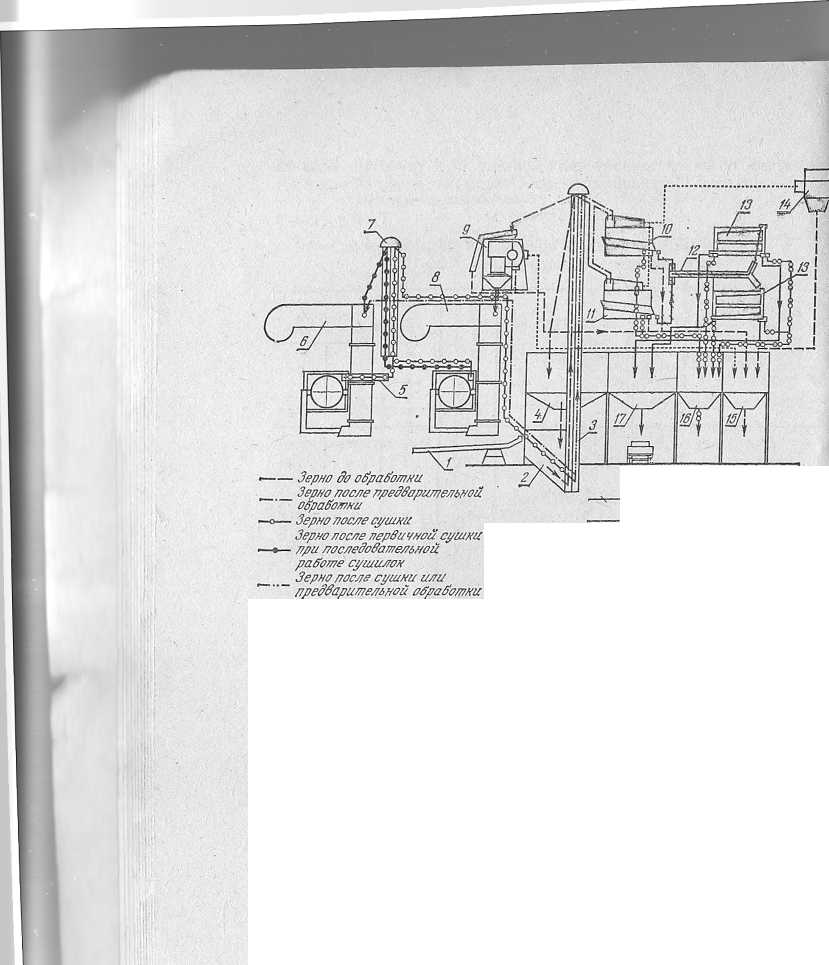 13
14
7
9
10
12
13
8
6
11
5
4
17
16
15
3
1
2
Зерно до обработки
Зерно после предварительной
обработки
Зерно после сушки
Зерно после первичной сушки
при последовательной
работе сушилок
Зерно после сушки или
предварительной обработки